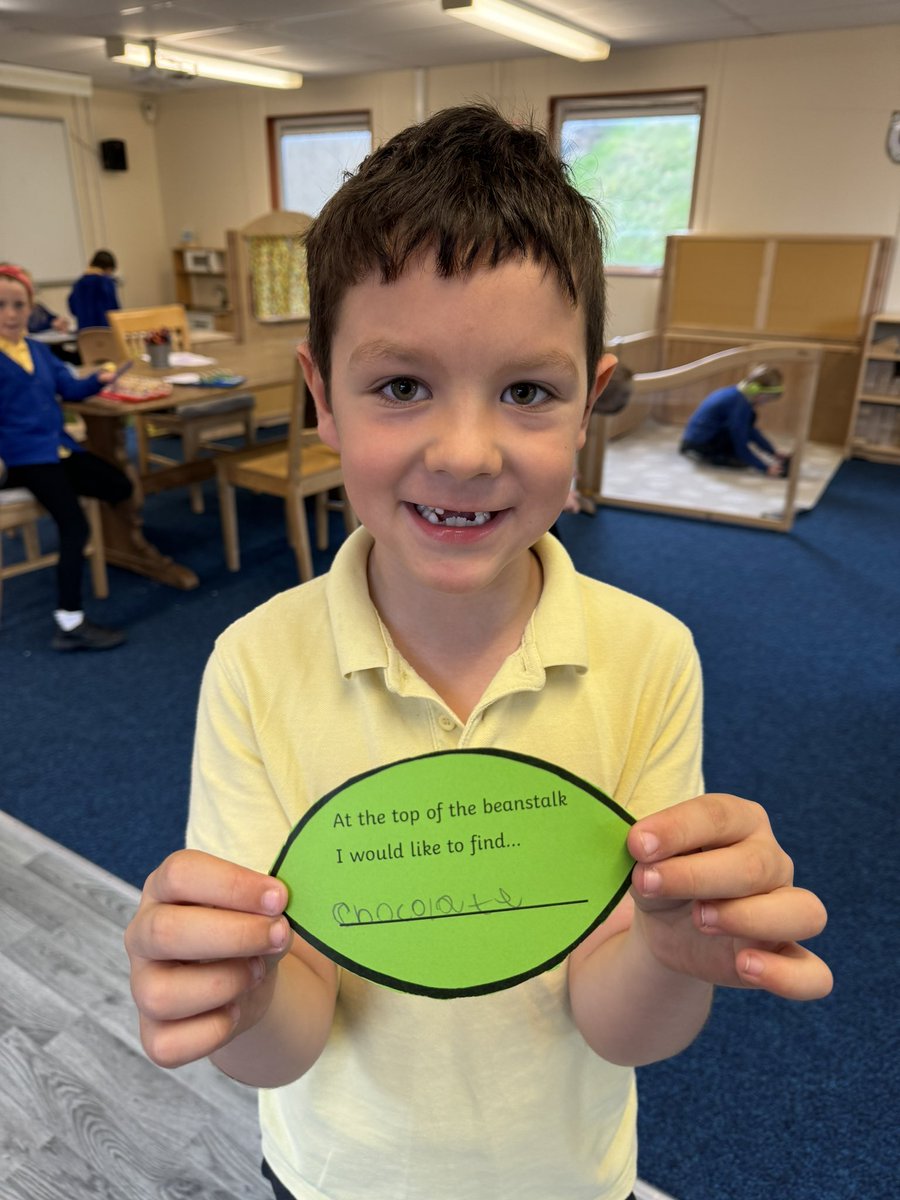 At the top of the beanstalk
I would like to find...
chocolate